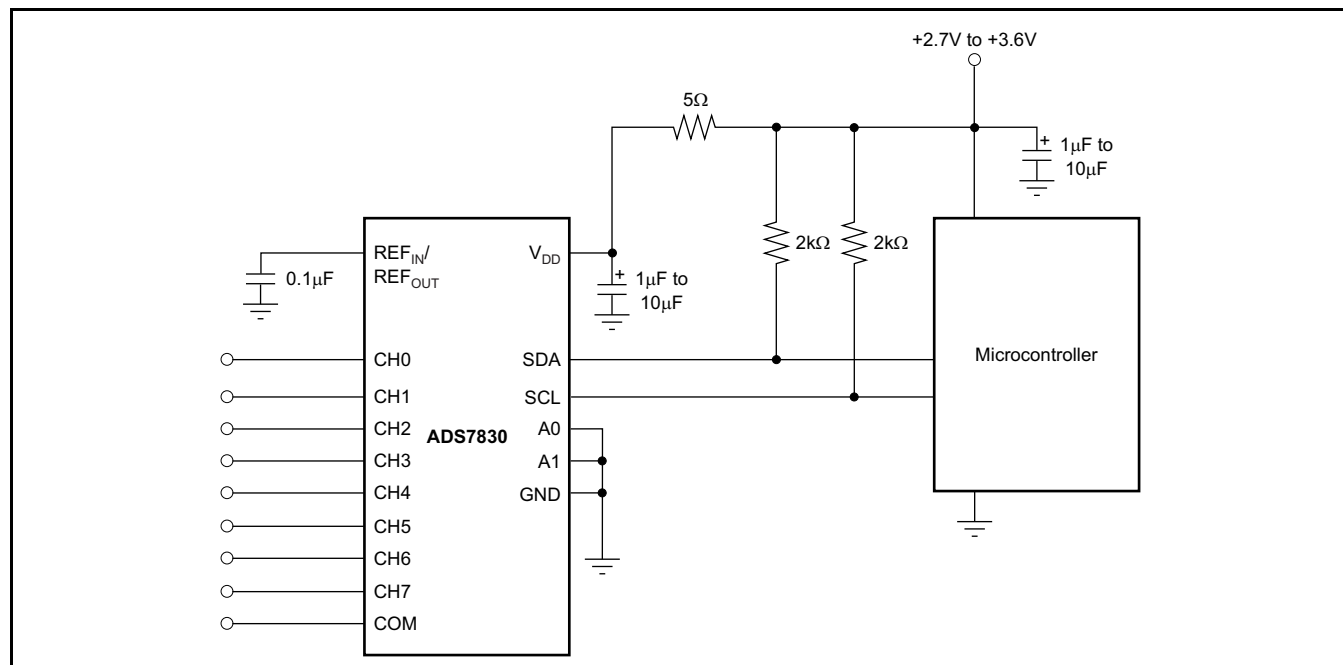 +2.7V to +3.6V
5Ω
+ 1μF to
10μF
2kΩ
2kΩ
REF_IN/
REF_OUT
V_DD
0.1μF
+ 1μF to
10μF
CH0
SDA
Microcontroller
CH1
SCL
CH2
A0
ADS7830
CH3
A1
CH4
GND
CH5
CH6
CH7
COM